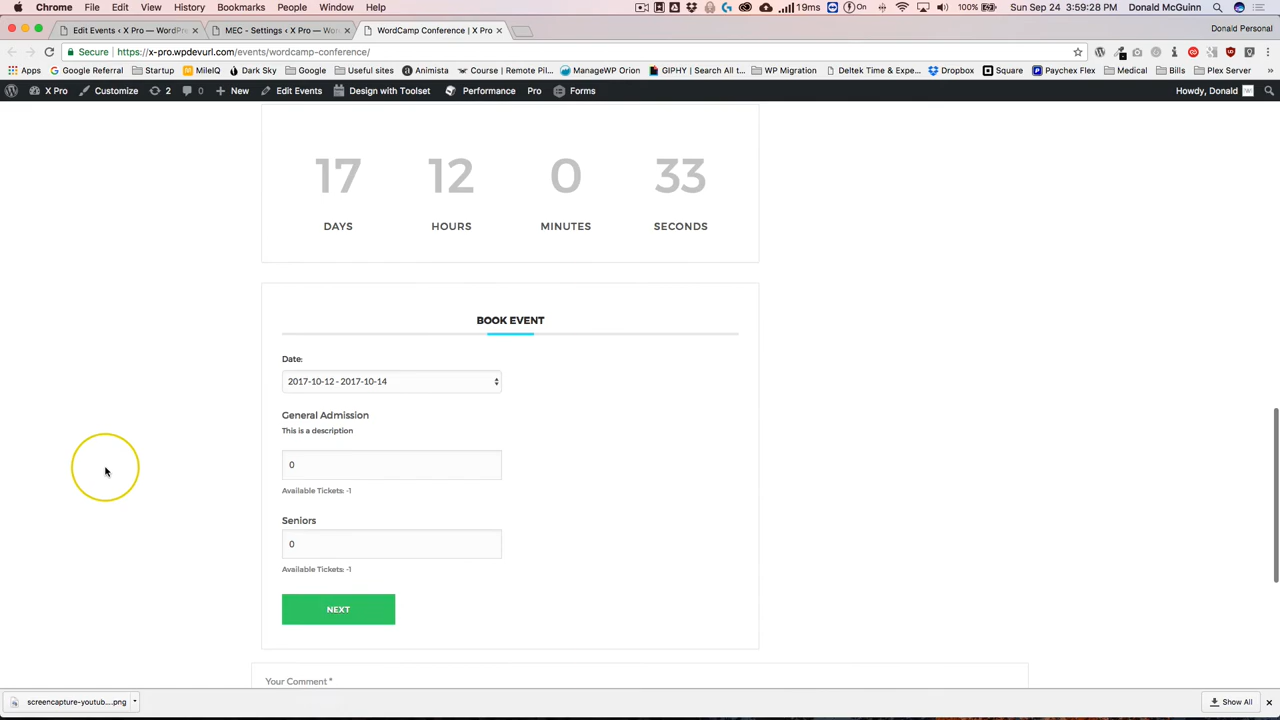 Chrome File Edit View History Bookmarks People Window Help 19ms 100% Sun Sep 24 3:59:28 PM Donald McGuinn
Edit Events ‹ X Pro — WordPre MEC - Settings ‹ X Pro — Wor WordCamp Conference | X Pro Donald Personal
Secure https://x-pro.wpdevurl.com/events/wordcamp-conference/
Apps Google Referral Startup MileIQ Dark Sky Google Useful sites Animista Course | Remote Pil... ManageWP Orion GIPHY | Search All t... WP Migration Deltek Time & Expe... Dropbox Square Paychex Flex Medical Bills Plex Server
X Pro Customize 2 0 New Edit Events Design with Toolset Performance Pro Forms Howdy, Donald
17 12 0 33
DAYS HOURS MINUTES SECONDS
BOOK EVENT
Date:
2017-10-12 - 2017-10-14
General Admission
This is a description
0
Available Tickets: -1
Seniors
0
Available Tickets: -1
NEXT
Your Comment *
screencapture-youtub....png Show All